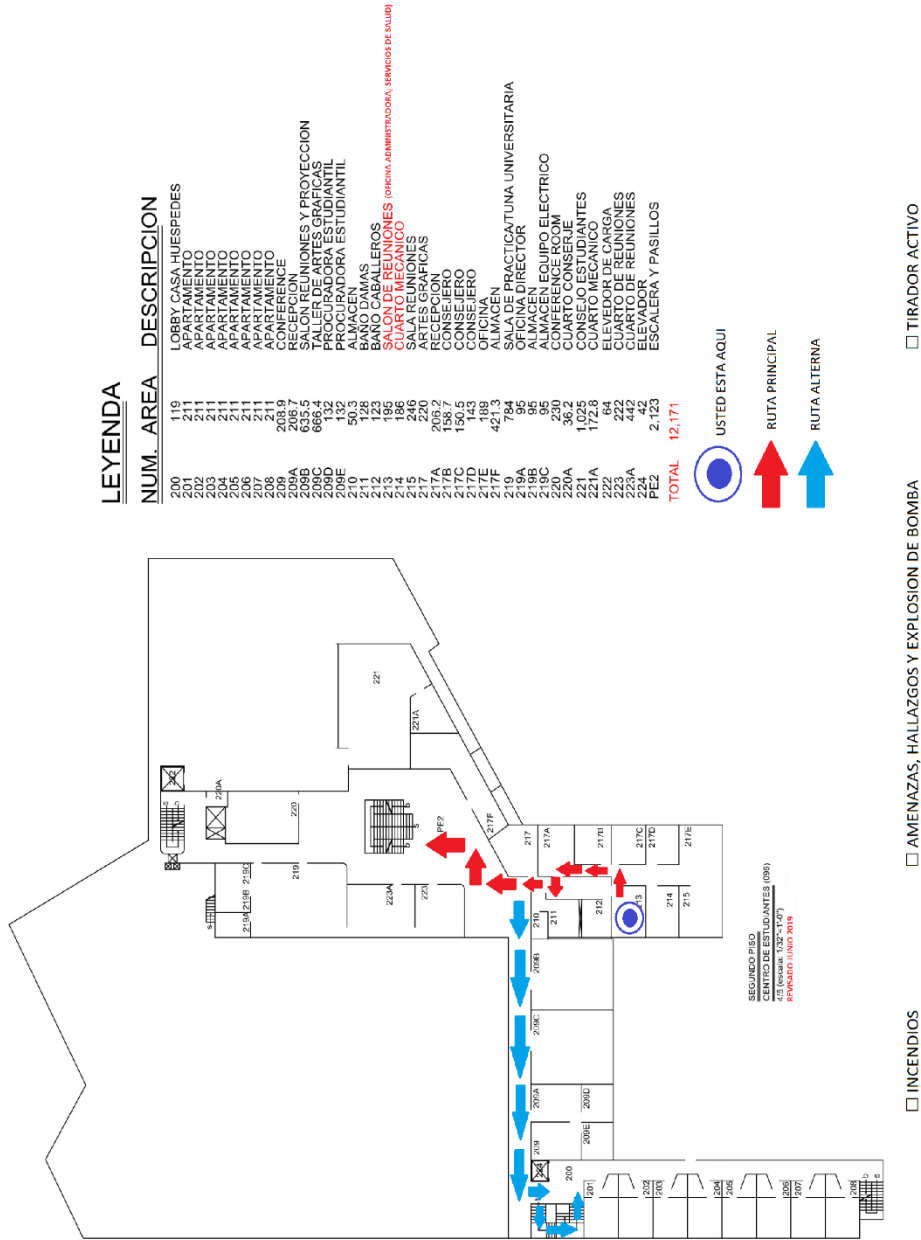 LEYENDA
NUM. AREA DESCRIPCION
200 119 LOBBY CASA HUESPEDES
201 211 APARTAMENTO
202 211 APARTAMENTO
203 211 APARTAMENTO
204 211 APARTAMENTO
205 211 APARTAMENTO
206 211 APARTAMENTO
207 211 APARTAMENTO
208 211 APARTAMENTO
209 208.9 CONFERENCE
209A 206.7 RECEPCION
209B 635.5 SALON REUNIONES Y PROYECCION
209C 666.4 TALLER DE ARTES GRAFICAS
209D 132 PROCURADORA ESTUDIANTIL
209E 132 PROCURADORA ESTUDIANTIL
50.3 ALMACEN
211 128 BAÑO DAMAS
212 123 BAÑO CABALLEROS
213 195 SALON DE REUNIONES (OFICINA ADMINISTRADORA; SERVICIOS DE SALUD)
214 186 CUARTO MECANICO
215 246 SALA REUNIONES
217 220 ARTES GRAFICAS
217A 206.2 RECEPCION
217B 158.7 CONSEJERO
217C 150.5 CONSEJERO
217D 143 CONSEJERO
217E 189 OFICINA
217F 421.3 ALMACEN
219 784 SALA DE PRACTICA/TUNA UNIVERSITARIA
219A 95 OFICINA DIRECTOR
219B 95 ALMACEN
219C 95 ALMACEN EQUIPO ELECTRICO
220 230 CONFERENCE ROOM
220A 36.2 CUARTO CONSERJE
221 1,025 CONSEJO ESTUDIANTES
221A 172.8 CUARTO MECANICO
222 64 ELEVEDOR DE CARGA
223 222 CUARTO DE REUNIONES
223A 442 CUARTO DE REUNIONES
224 42 ELEVADOR
PE2 2,123 ESCALERA Y PASILLOS
TOTAL 12,171
USTED ESTA AQUI
RUTA PRINCIPAL
RUTA ALTERNA
222
220A
220
221
221A
219A 219B 219C
219
223A
223
PE2
217F
217
217A
217B
217C
217D
217E
210
211
212
213
214
215
209B
209C
209A
209D
209
209E
224
200
201
202
203
204
205
206
207
208
SEGUNDO PISO
CENTRO DE ESTUDIANTES (096)
4/5 (escala: 1/32"=1'-0")
REVISADO JUNIO 2019
□ INCENDIOS
□ AMENAZAS, HALLAZGOS Y EXPLOSION DE BOMBA
□ TIRADOR ACTIVO